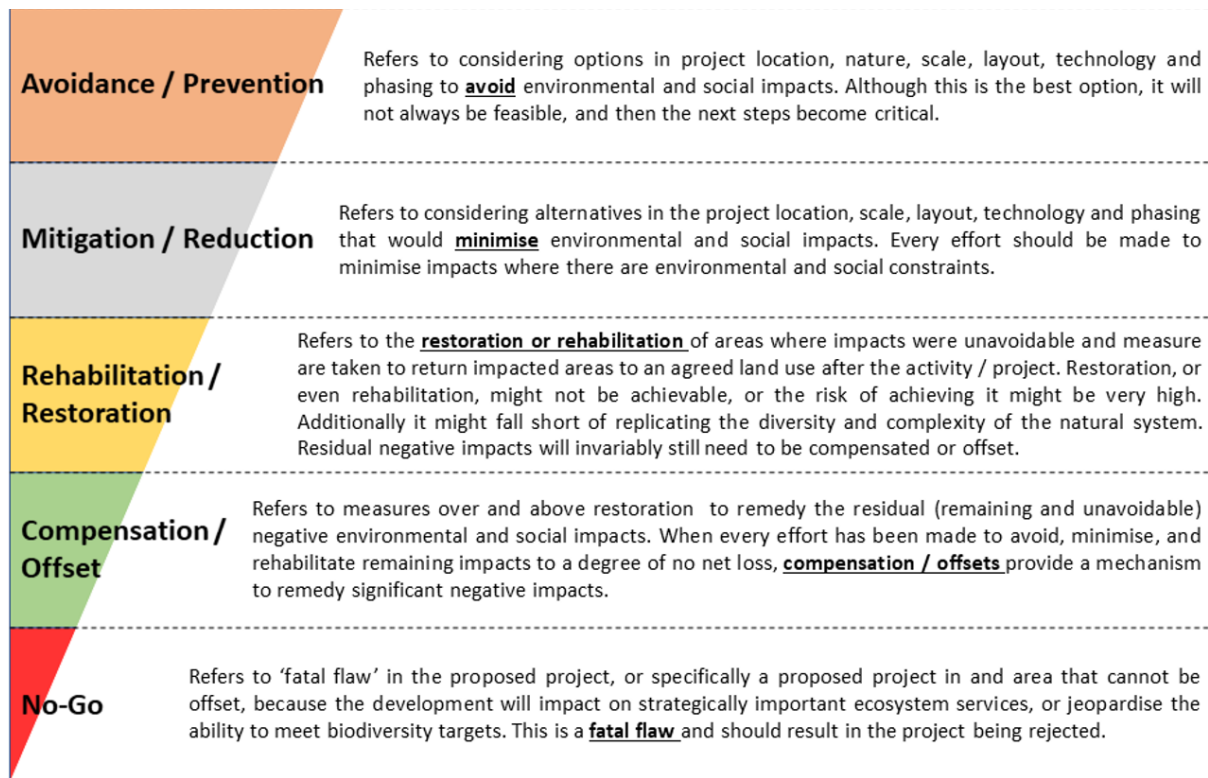 Avoidance / Prevention
Refers to considering options in project location, nature, scale, layout, technology and
phasing to avoid environmental and social impacts. Although this is the best option, it will
not always be feasible, and then the next steps become critical.
Mitigation / Reduction
Refers to considering alternatives in the project location, scale, layout, technology and phasing
that would minimise environmental and social impacts. Every effort should be made to
minimise impacts where there are environmental and social constraints.
Rehabilitation /
Restoration
Refers to the restoration or rehabilitation of areas where impacts were unavoidable and measure
are taken to return impacted areas to an agreed land use after the activity / project. Restoration, or
even rehabilitation, might not be achievable, or the risk of achieving it might be very high.
Additionally it might fall short of replicating the diversity and complexity of the natural system.
Residual negative impacts will invariably still need to be compensated or offset.
Compensation /
Offset
Refers to measures over and above restoration to remedy the residual (remaining and unavoidable)
negative environmental and social impacts. When every effort has been made to avoid, minimise, and
rehabilitate remaining impacts to a degree of no net loss, compensation / offsets provide a mechanism
to remedy significant negative impacts.
No-Go
Refers to ‘fatal flaw’ in the proposed project, or specifically a proposed project in and area that cannot be
offset, because the development will impact on strategically important ecosystem services, or jeopardise the
ability to meet biodiversity targets. This is a fatal flaw and should result in the project being rejected.